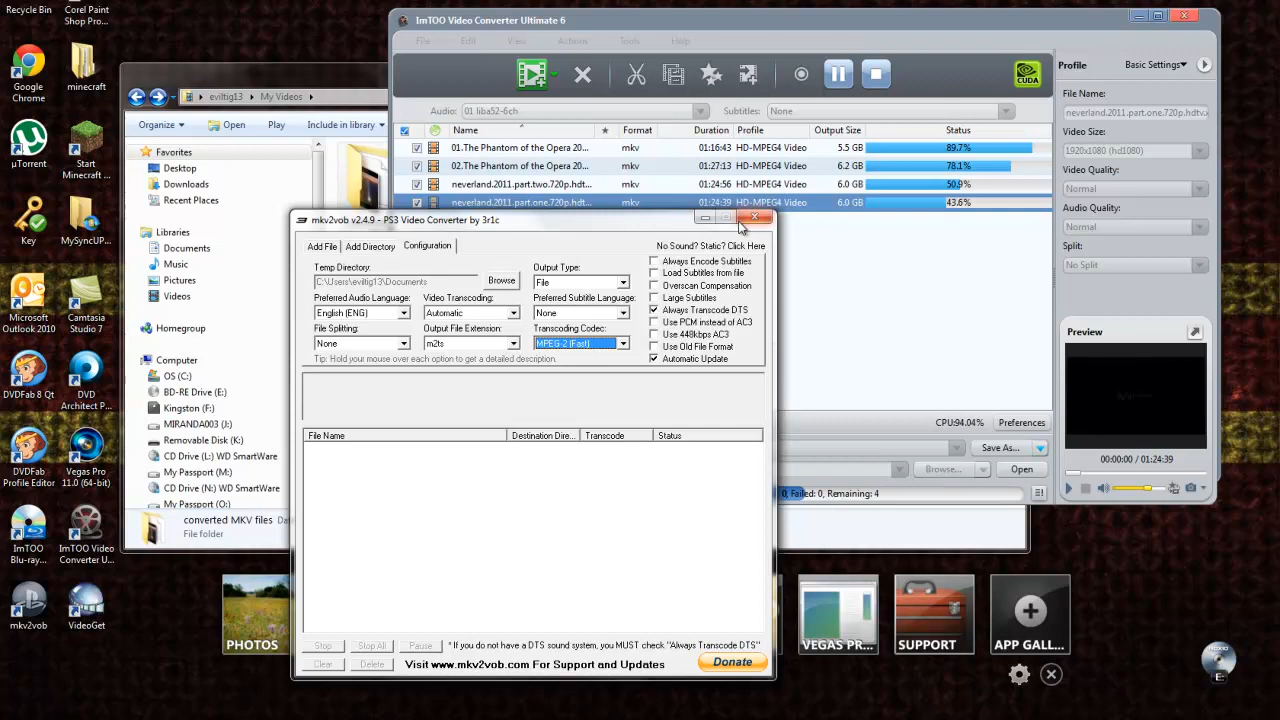 Recycle Bin
Corel Paint
Shop Pro...
Google
Chrome
minecraft
µTorrent
Start
Minecraft ...
Key
MySyncUP...
Microsoft
Outlook 2010
Camtasia
Studio 7
DVDFab 8 Qt
DVD
Architect P...
DVDFab
Profile Editor
Vegas Pro
11.0 (64-bit)
ImTOO
Blu-ray...
ImTOO Video
Converter U...
mkv2vob
VideoGet
eviltig13
My Videos
Organize
Open
Play
Include in library
Favorites
Desktop
Downloads
Recent Places
Libraries
Documents
Music
Pictures
Videos
Homegroup
Computer
OS (C:)
BD-RE Drive (E:)
Kingston (F:)
MIRANDA003 (J:)
Removable Disk (K:)
CD Drive (L:) WD SmartWare
My Passport (M:)
CD Drive (N:) WD SmartWare
My Passport (O:)
converted MKV files
File folder
ImTOO Video Converter Ultimate 6
File Edit View Actions Tools Help
CUDA
Audio: 01 liba52-6ch
Subtitles: None
Name Format Duration Profile Output Size Status
01.The Phantom of the Opera 20... mkv 01:16:43 HD-MPEG4 Video 5.5 GB 89.7%
02.The Phantom of the Opera 20... mkv 01:27:13 HD-MPEG4 Video 6.2 GB 78.1%
neverland.2011.part.two.720p.hdt... mkv 01:24:56 HD-MPEG4 Video 6.0 GB 50.9%
neverland.2011.part.one.720p.hdt... mkv 01:24:39 HD-MPEG4 Video 6.0 GB 43.6%
CPU:94.04%
Preferences
Save As...
Browse...
Open
0, Failed: 0, Remaining: 4
Profile
Basic Settings
File Name:
neverland.2011.part.one.720p.hdtv.x
Video Size:
1920x1080 (hd1080)
Video Quality:
Normal
Audio Quality:
Normal
Split:
No Split
Preview
00:00:00 / 01:24:39
mkv2vob v2.4.9 - PS3 Video Converter by 3r1c
Add File
Add Directory
Configuration
No Sound? Static? Click Here
Temp Directory:
C:\Users\eviltig13\Documents
Browse
Output Type:
File
Preferred Audio Language:
English (ENG)
Video Transcoding:
Automatic
Preferred Subtitle Language:
None
File Splitting:
None
Output File Extension:
m2ts
Transcoding Codec:
MPEG-2 (Fast)
Tip: Hold your mouse over each option to get a detailed description.
Always Encode Subtitles
Load Subtitles from file
Overscan Compensation
Large Subtitles
Always Transcode DTS
Use PCM instead of AC3
Use 448kbps AC3
Use Old File Format
Automatic Update
File Name Destination Dire... Transcode Status
Stop
Stop All
Pause
* If you do not have a DTS sound system, you MUST check "Always Transcode DTS"
Clear
Delete
Visit www.mkv2vob.com For Support and Updates
Donate
PHOTOS
VEGAS PR...
SUPPORT
APP GALL...